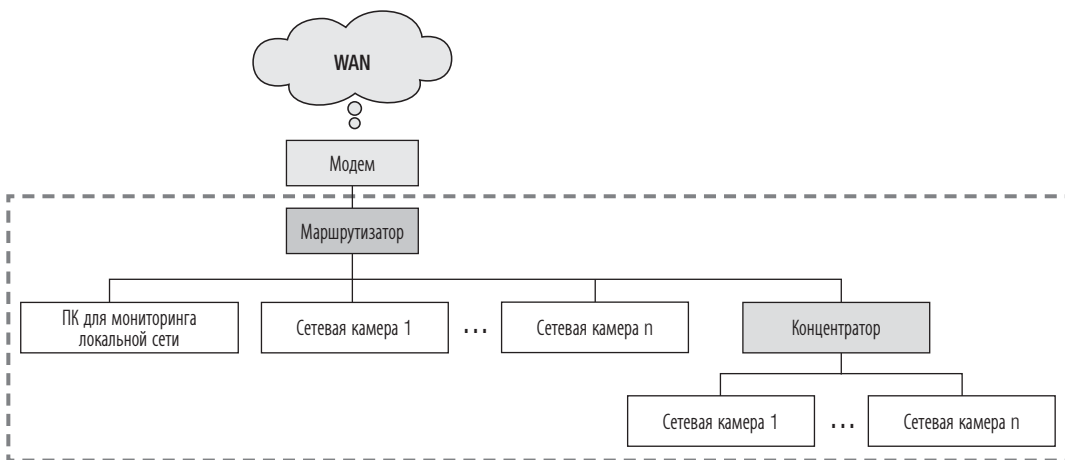 WAN
Модем
Маршрутизатор
ПК для мониторинга
локальной сети
Сетевая камера 1
...
Сетевая камера n
Концентратор
Сетевая камера 1
...
Сетевая камера n